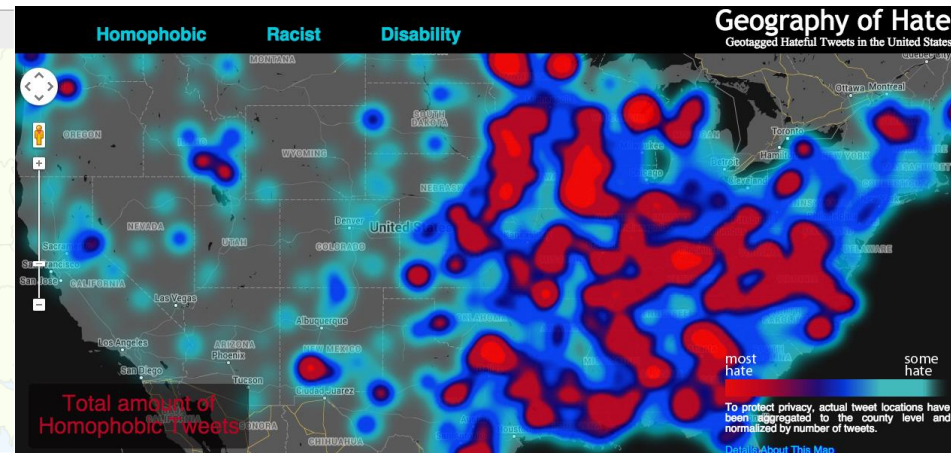 Homophobic Racist Disability
Geography of Hate
Geotagged Hateful Tweets in the United States
MONTANA
Ottawa Montreal
OREGON
SOUTH
DAKOTA
Toronto
WYOMING
Detroit
Cleveland
NEBRASKA
NEVADA
Denver
United S
UTAH
COLORADO
DELAWARE
San Jose
CALIFORNIA
Las Vegas
Albuquerque
Los Angeles
ARIZONA
Phoenix
NEW MEXICO
San Diego
Tucson
Ciudad Juarez
SONORA
CHIHUAHUA
Total amount of
Homophobic Tweets
most some
hate hate
To protect privacy, actual tweet locations have
been aggregated to the county level and
normalized by number of tweets.
Details About This Map